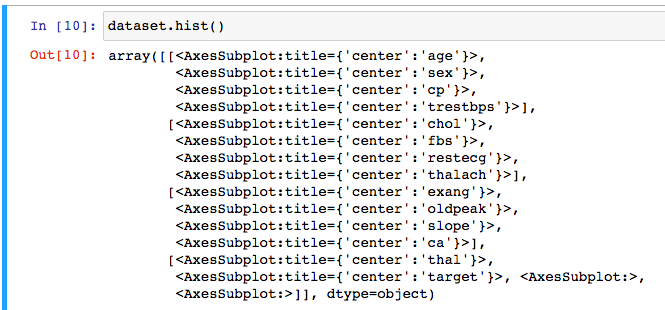 In [10]: dataset.hist()
Out[10]: array([[<AxesSubplot:title={'center':'age'}>,
<AxesSubplot:title={'center':'sex'}>,
<AxesSubplot:title={'center':'cp'}>,
<AxesSubplot:title={'center':'trestbps'}>],
[<AxesSubplot:title={'center':'chol'}>,
<AxesSubplot:title={'center':'fbs'}>,
<AxesSubplot:title={'center':'restecg'}>,
<AxesSubplot:title={'center':'thalach'}>],
[<AxesSubplot:title={'center':'exang'}>,
<AxesSubplot:title={'center':'oldpeak'}>,
<AxesSubplot:title={'center':'slope'}>,
<AxesSubplot:title={'center':'ca'}>],
[<AxesSubplot:title={'center':'thal'}>,
<AxesSubplot:title={'center':'target'}>, <AxesSubplot:>,
<AxesSubplot:>]], dtype=object)